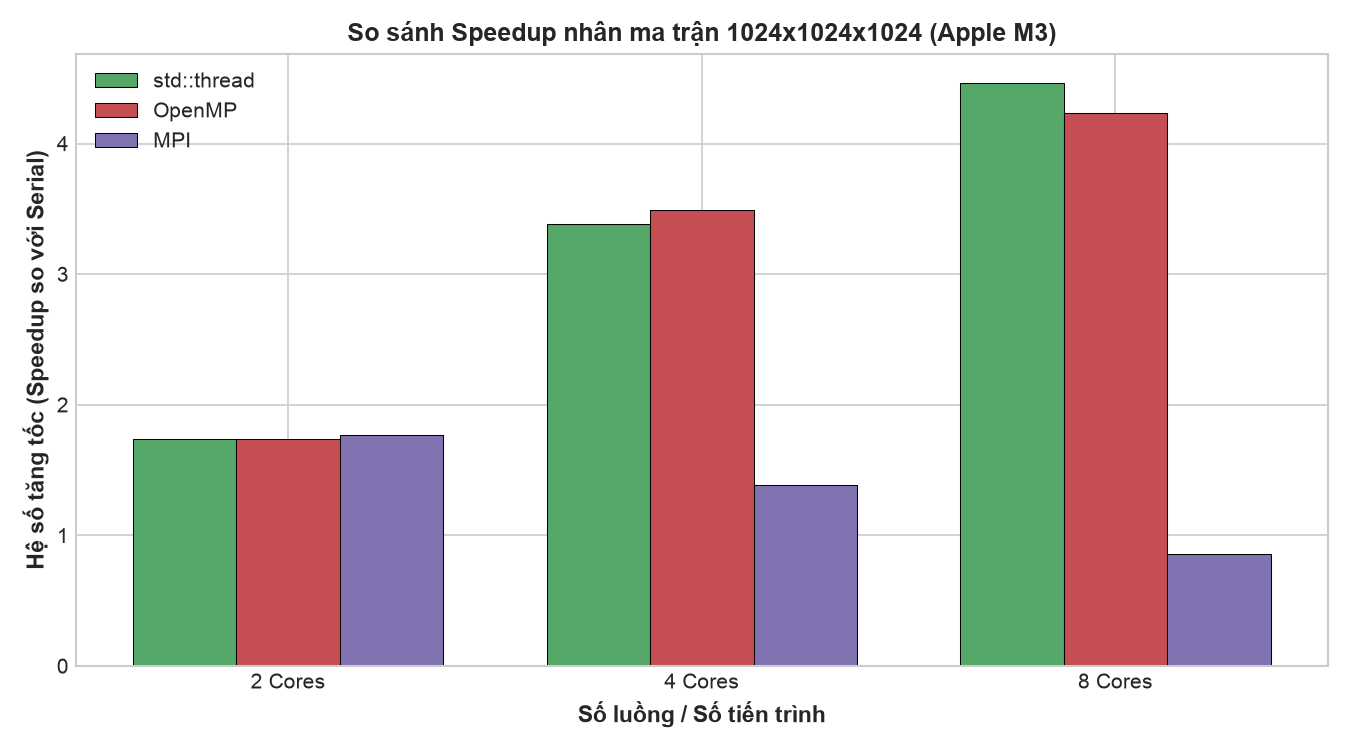 So sánh Speedup nhân ma trận 1024x1024x1024 (Apple M3)
std::thread
OpenMP
MPI
Hệ số tăng tốc (Speedup so với Serial)
4
3
2
1
0
2 Cores
4 Cores
8 Cores
Số luồng / Số tiến trình